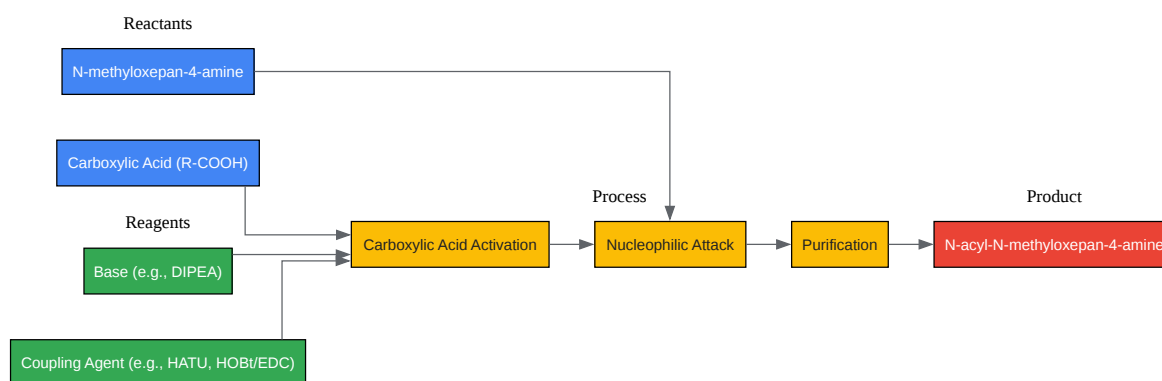 Reactants
N-methyloxepan-4-amine
Carboxylic Acid (R-COOH)
Reagents
Base (e.g., DIPEA)
Coupling Agent (e.g., HATU, HOBt/EDC)
Process
Carboxylic Acid Activation
Nucleophilic Attack
Purification
Product
N-acyl-N-methyloxepan-4-amine